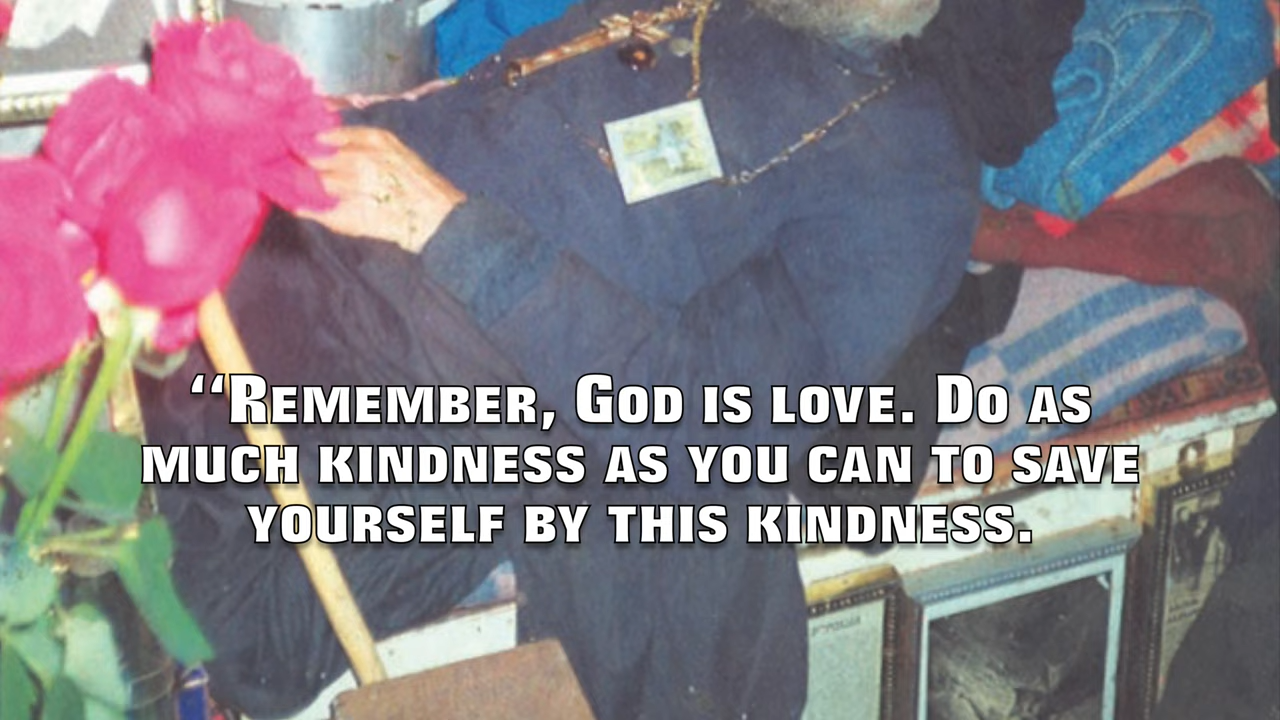 “Remember, God is love. Do as
much kindness as you can to save
yourself by this kindness.